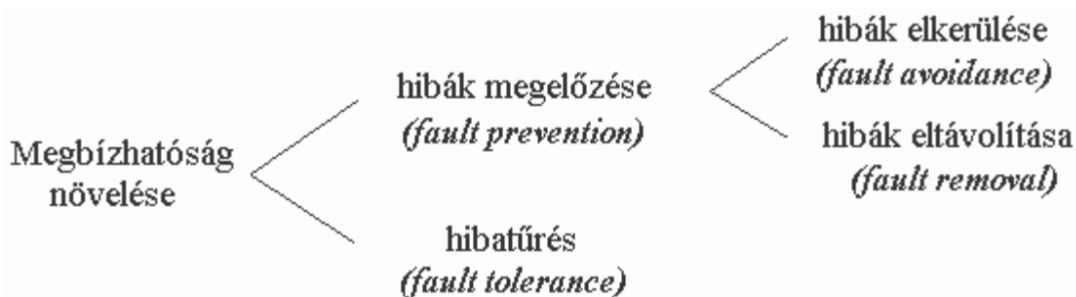 Megbízhatóság
növelése
hibák megelőzése
(fault prevention)
hibák elkerülése
(fault avoidance)
hibák eltávolítása
(fault removal)
hibatűrés
(fault tolerance)